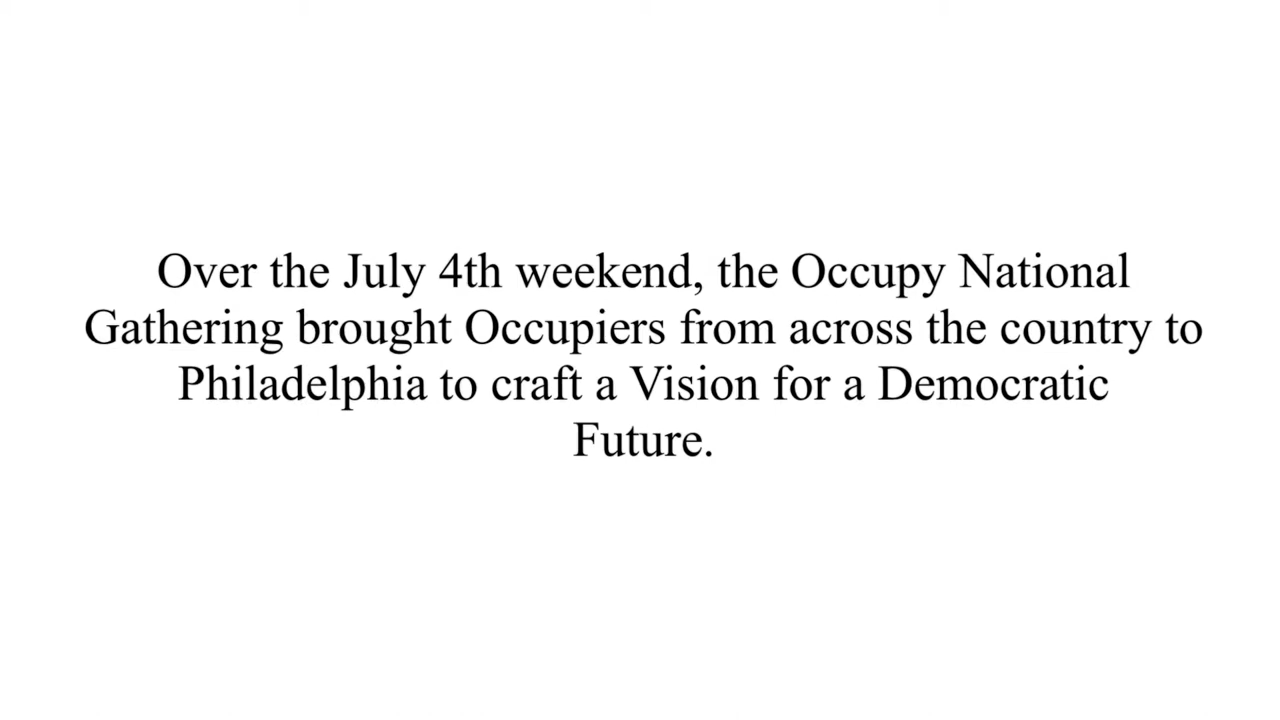 Over the July 4th weekend, the Occupy National
Gathering brought Occupiers from across the country to
Philadelphia to craft a Vision for a Democratic
Future.